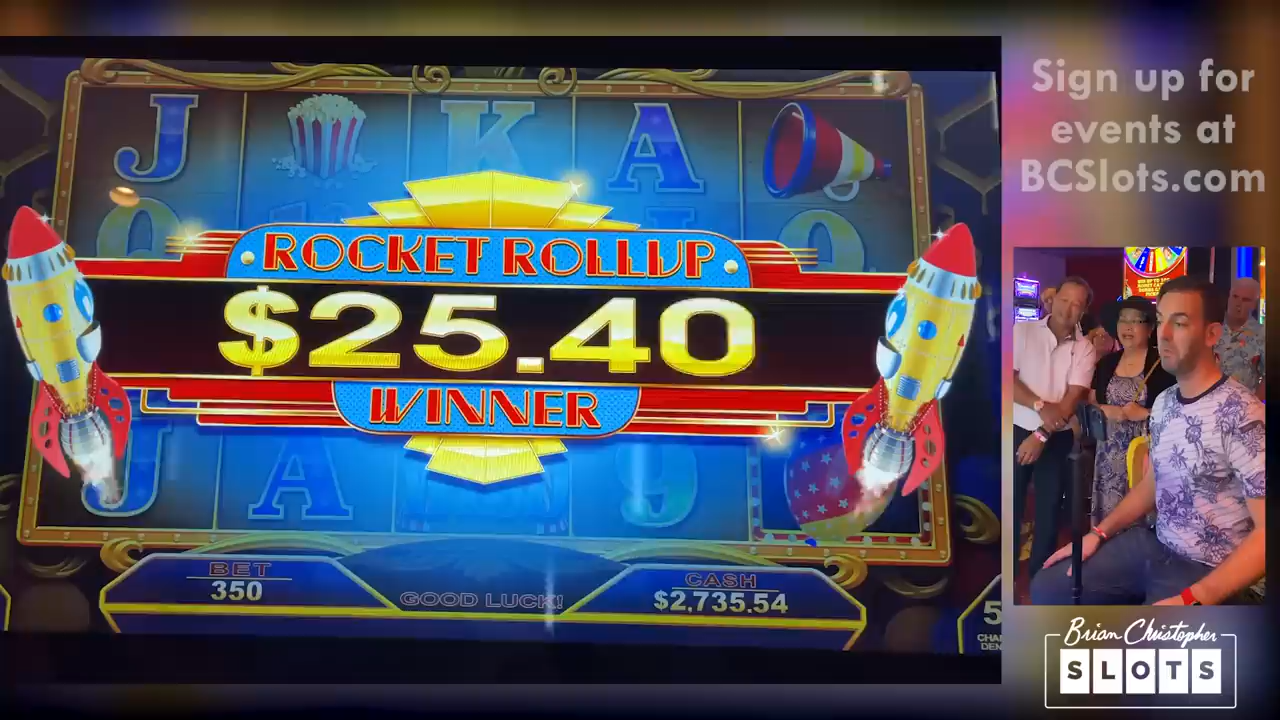 Sign up for
events at
BCSlots.com
J K A
Q Q
ROCKET ROLLUP
$25.40
WINNER
J A 9
BET
350
GOOD LUCK!
CASH
$2,735.54
5
Brian Christopher
SLOTS